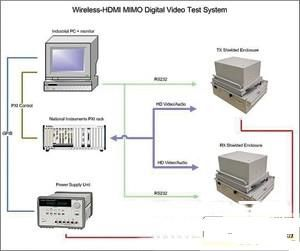 Wireless-HDMI MIMO Digital Video Test System
Industrial PC + monitor
TX Shielded Enclosure
RS232
PXI Control
GPIB
HD Video/Audio
National Instruments PXI rack
RX Shielded Enclosure
HD Video/Audio
Power Supply Unit
RS232